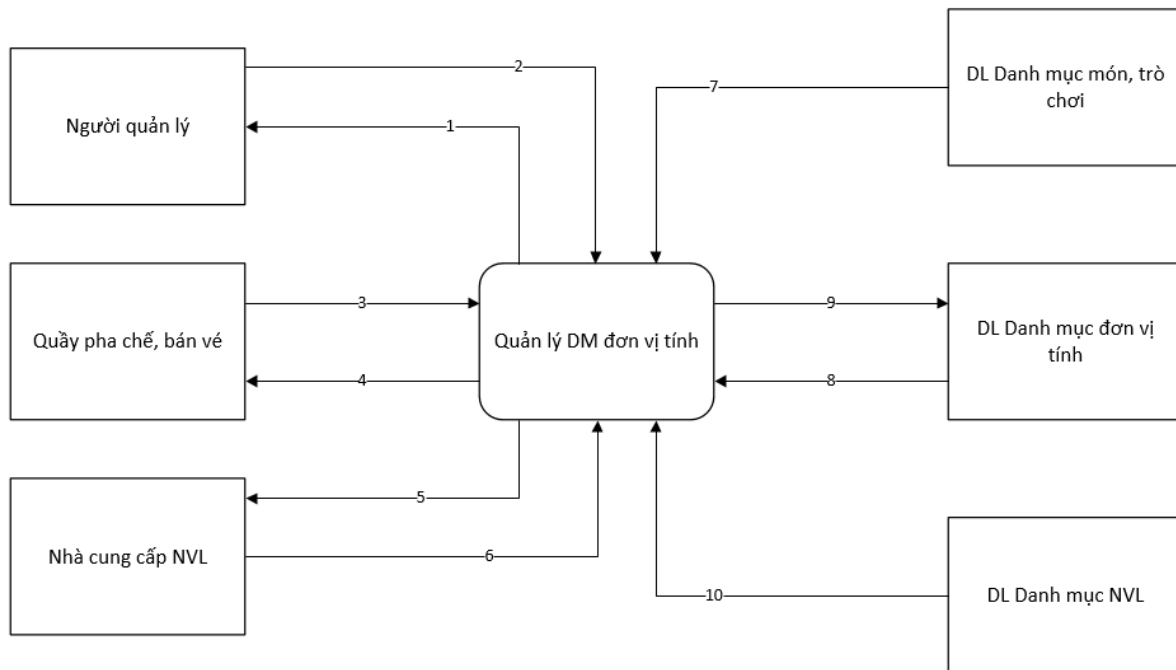 2
7
DL Danh mục món, trò
chơi
Người quản lý
1
Quầy pha chế, bán vé
3
4
Quản lý DM đơn vị tính
9
8
DL Danh mục đơn vị
tính
5
6
Nhà cung cấp NVL
10
DL Danh mục NVL